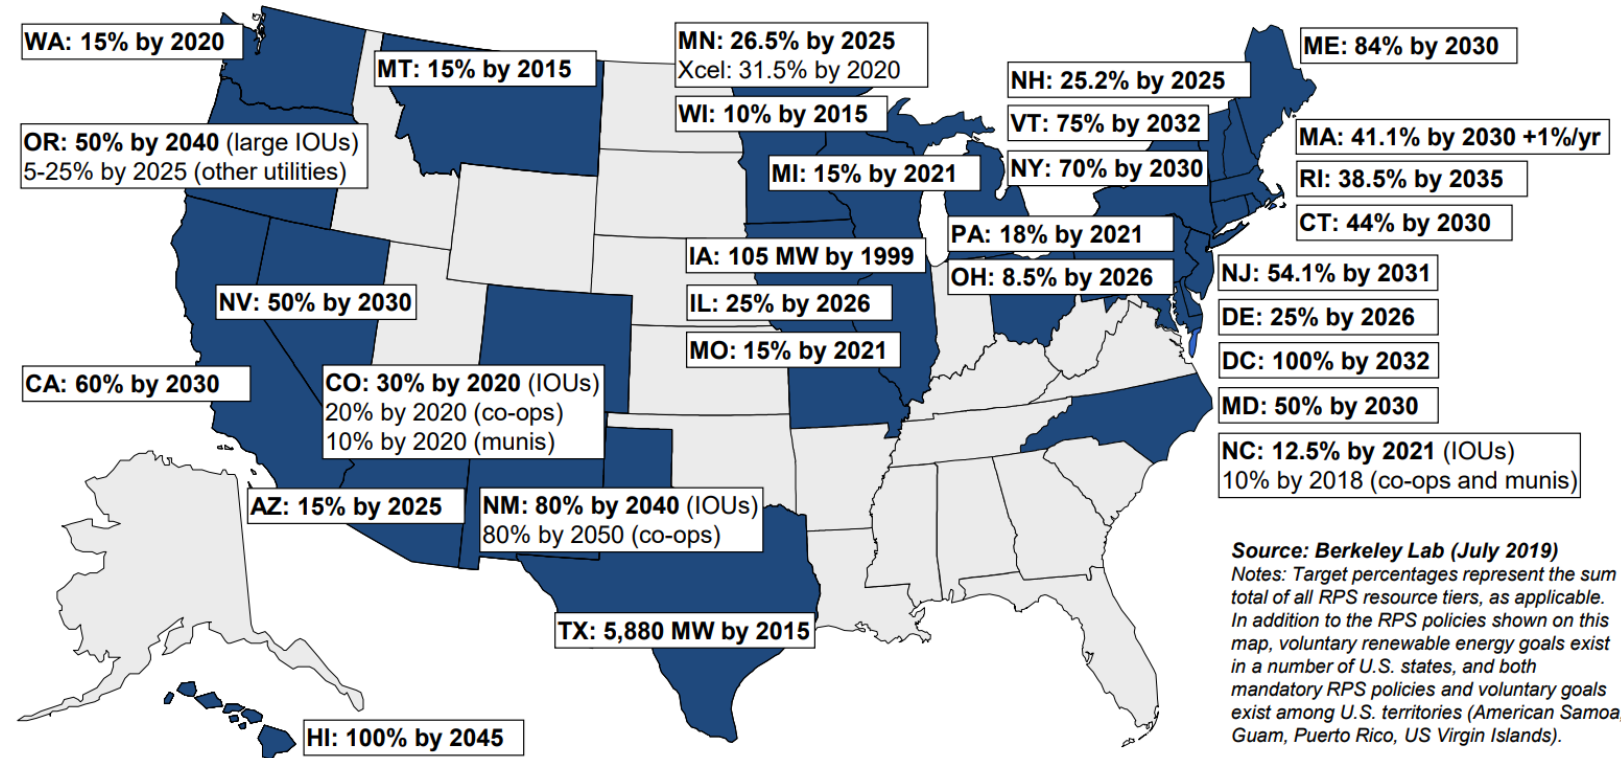 WA: 15% by 2020
MT: 15% by 2015
MN: 26.5% by 2025
Xcel: 31.5% by 2020
ME: 84% by 2030
NH: 25.2% by 2025
WI: 10% by 2015
VT: 75% by 2032
MA: 41.1% by 2030 +1%/yr
OR: 50% by 2040 (large IOUs)
5-25% by 2025 (other utilities)
MI: 15% by 2021
NY: 70% by 2030
RI: 38.5% by 2035
CT: 44% by 2030
PA: 18% by 2021
IA: 105 MW by 1999
OH: 8.5% by 2026
NJ: 54.1% by 2031
NV: 50% by 2030
IL: 25% by 2026
DE: 25% by 2026
MO: 15% by 2021
DC: 100% by 2032
CA: 60% by 2030
CO: 30% by 2020 (IOUs)
20% by 2020 (co-ops)
10% by 2020 (munis)
MD: 50% by 2030
NC: 12.5% by 2021 (IOUs)
10% by 2018 (co-ops and munis)
AZ: 15% by 2025
NM: 80% by 2040 (IOUs)
80% by 2050 (co-ops)
TX: 5,880 MW by 2015
HI: 100% by 2045
Source: Berkeley Lab (July 2019)
Notes: Target percentages represent the sum
total of all RPS resource tiers, as applicable.
In addition to the RPS policies shown on this
map, voluntary renewable energy goals exist
in a number of U.S. states, and both
mandatory RPS policies and voluntary goals
exist among U.S. territories (American Samoa,
Guam, Puerto Rico, US Virgin Islands).